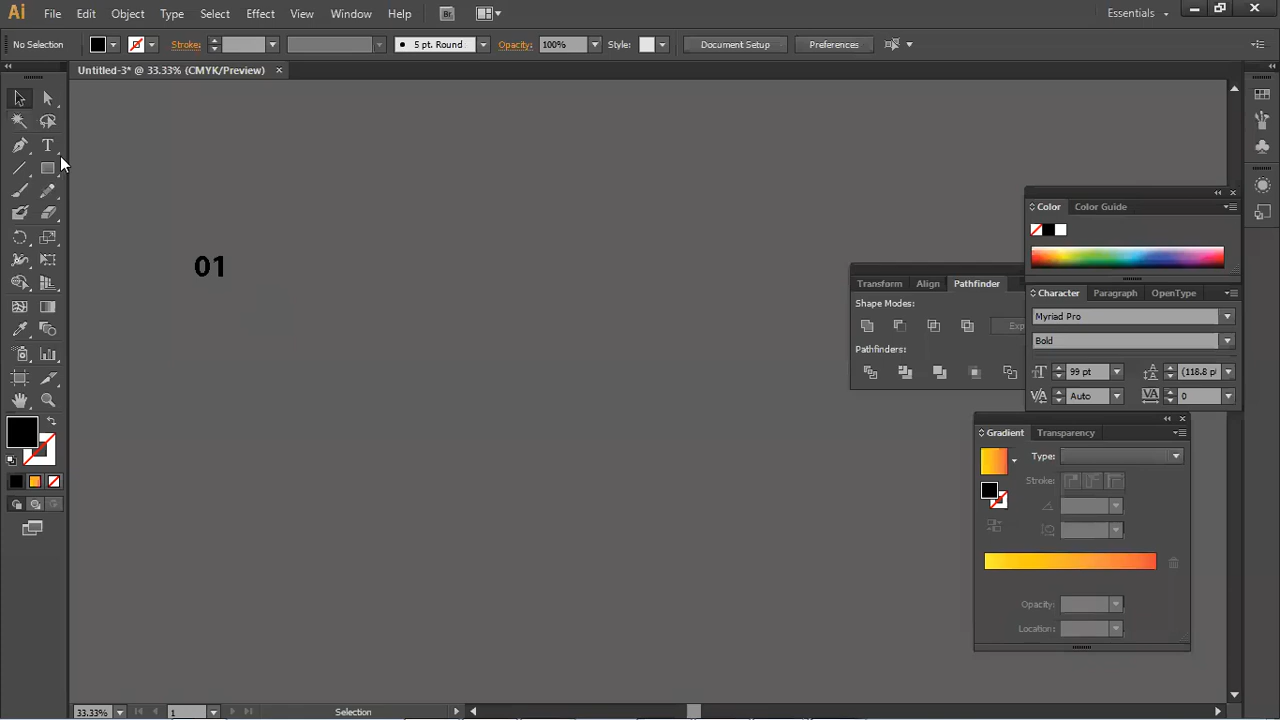 Ai File Edit Object Type Select Effect View Window Help Br Essentials
No Selection Stroke: 5 pt. Round Opacity: 100% Style: Document Setup Preferences
Untitled-3* @ 33.33% (CMYK/Preview)
T
01
Color Color Guide
Transform Align Pathfinder
Shape Modes:
Exp
Pathfinders:
Character Paragraph OpenType
Myriad Pro
Bold
99 pt (118.8 p
Auto 0
Gradient Transparency
Type:
Stroke:
Opacity:
Location:
33.33% 1 Selection